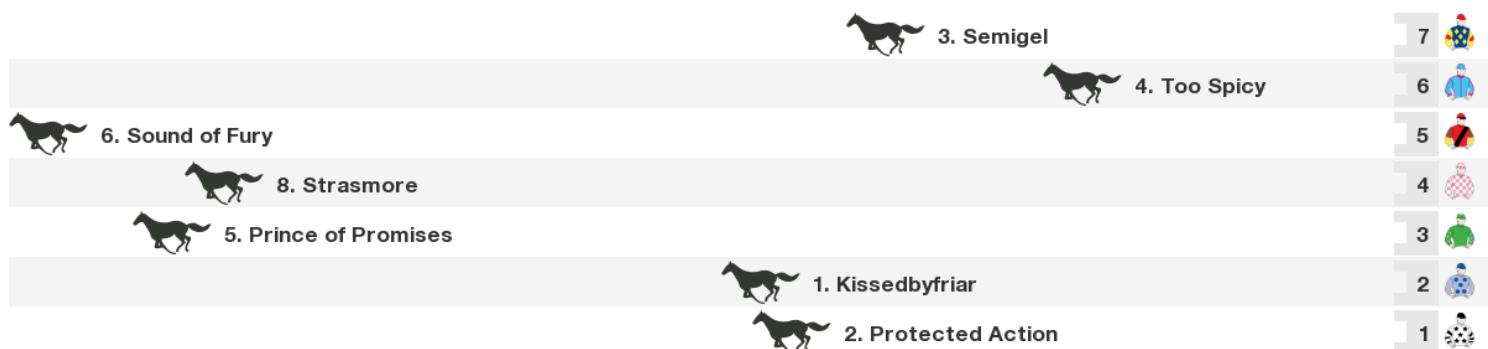 3. Semigel 7
4. Too Spicy 6
6. Sound of Fury 5
8. Strasmore 4
5. Prince of Promises 3
1. Kissedbyfriar 2
2. Protected Action 1